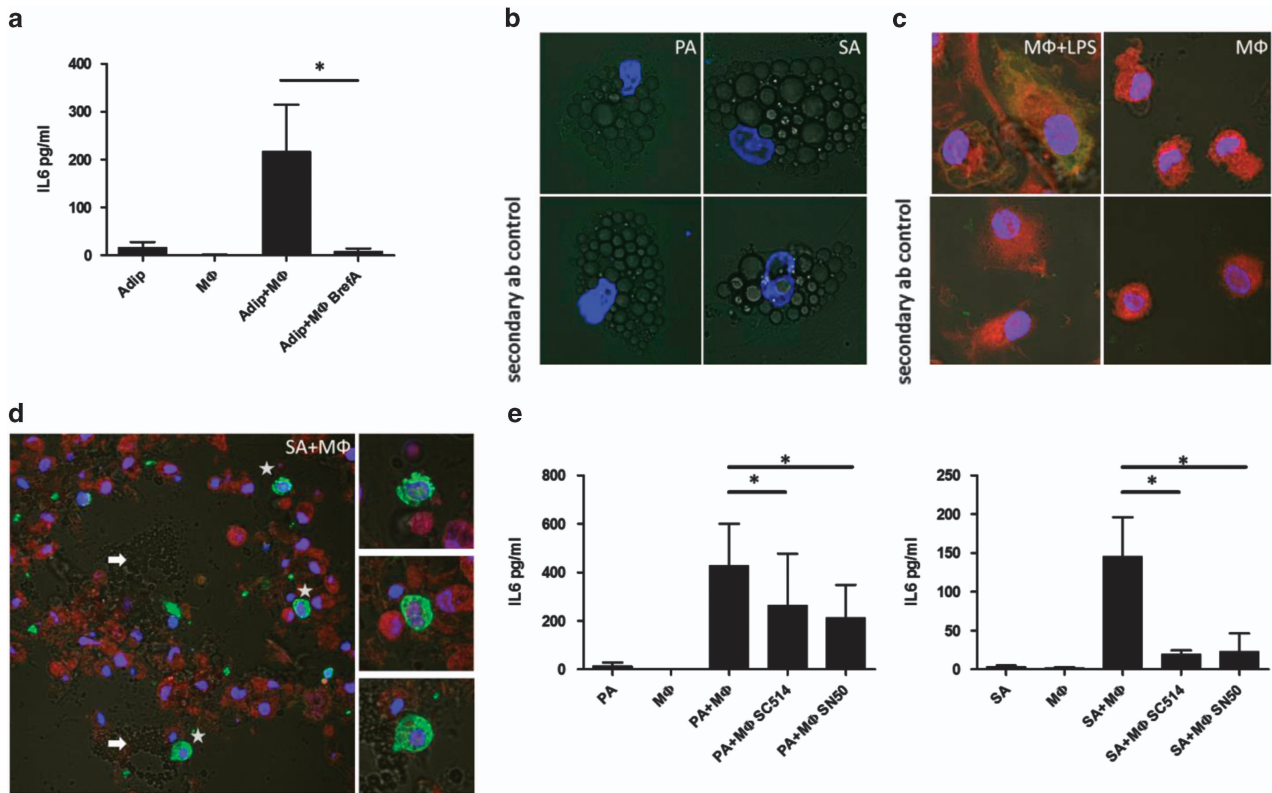 a
IL6 pg/ml
400
300
200
100
0
*
Adip
MΦ
Adip+MΦ
Adip+MΦ BrefA
b
PA
SA
secondary ab control
c
MΦ+LPS
MΦ
secondary ab control
d
SA+MΦ
e
IL6 pg/ml
800
600
400
200
0
*
*
PA
MΦ
PA+MΦ
PA+MΦ SC514
PA+MΦ SN50
IL6 pg/ml
250
200
150
100
50
0
*
*
SA
MΦ
SA+MΦ
SA+MΦ SC514
SA+MΦ SN50